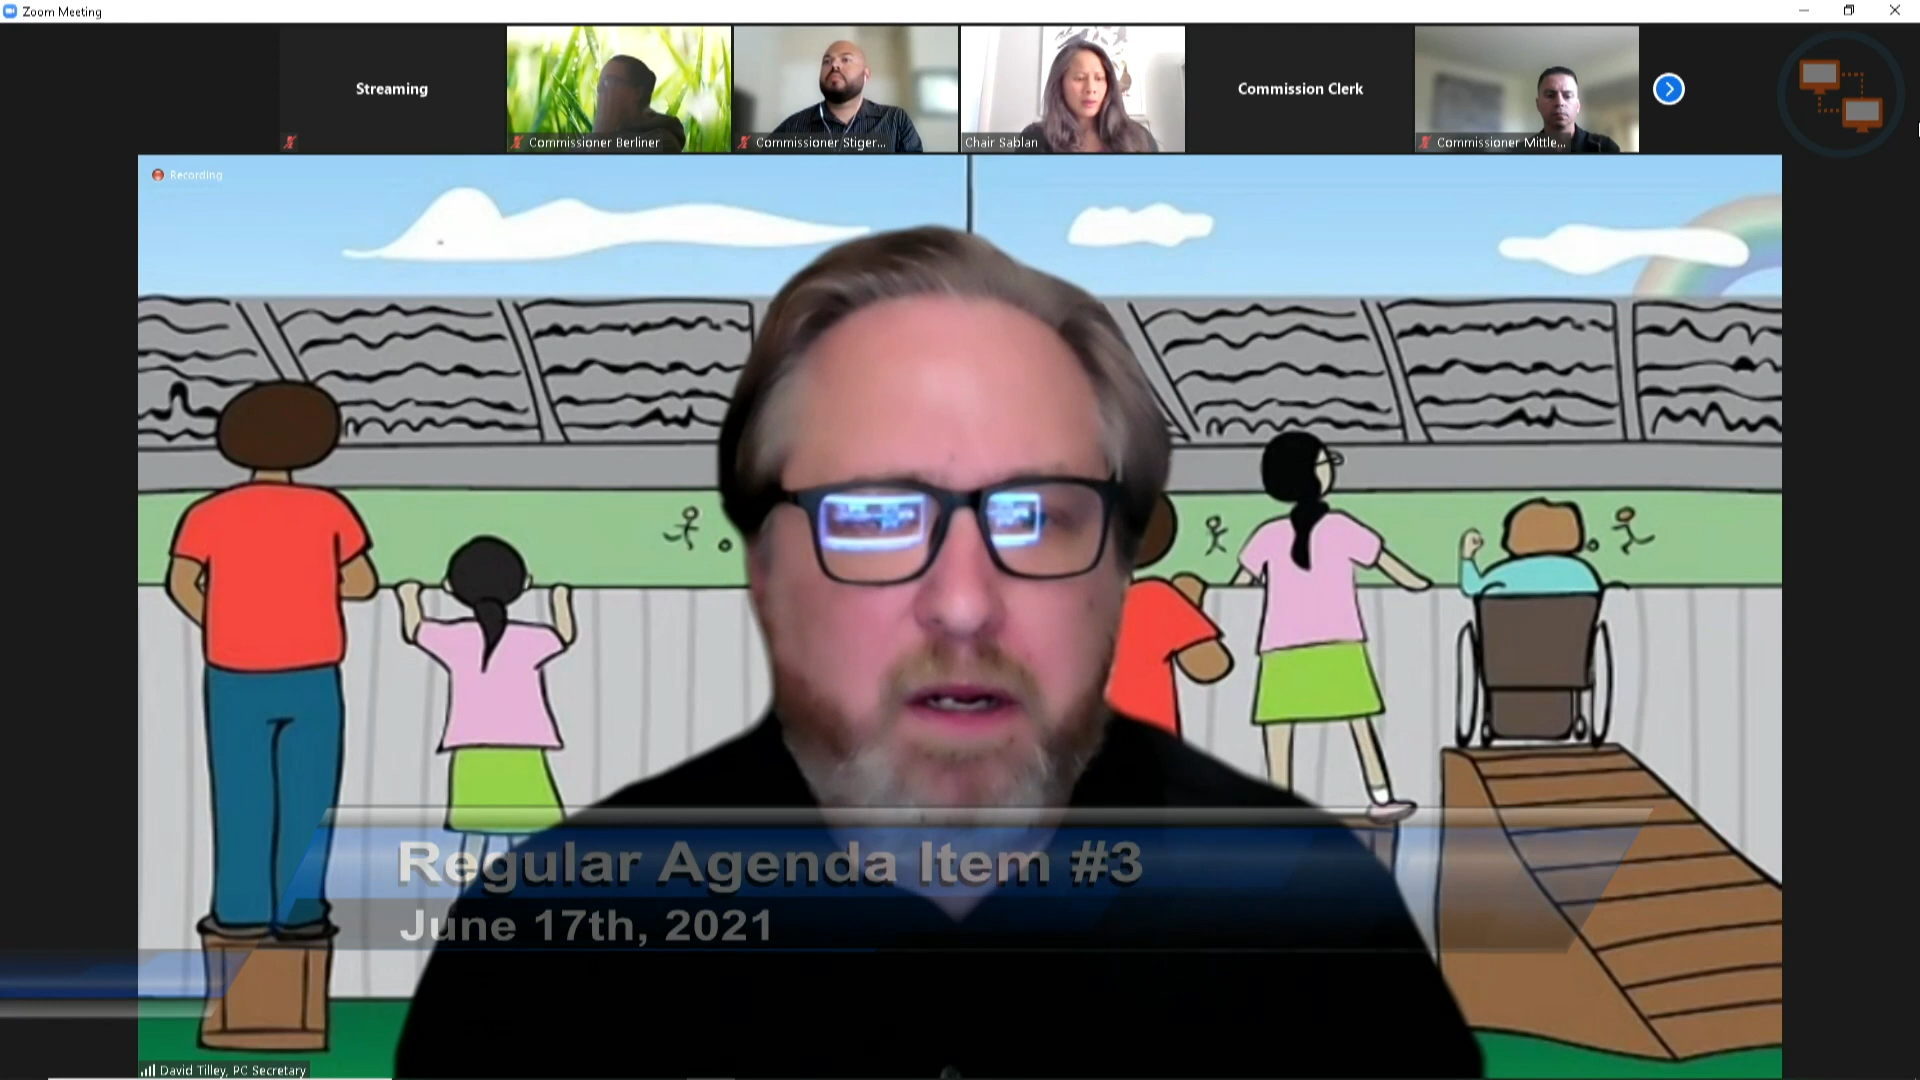 Zoom Meeting
Streaming
Commission Clerk
Commissioner Berliner
Commissioner Stiger...
Chair Sablan
Commissioner Mittle...
Recording
Regular Agenda Item #3
June 17th, 2021
David Tilley, PC Secretary